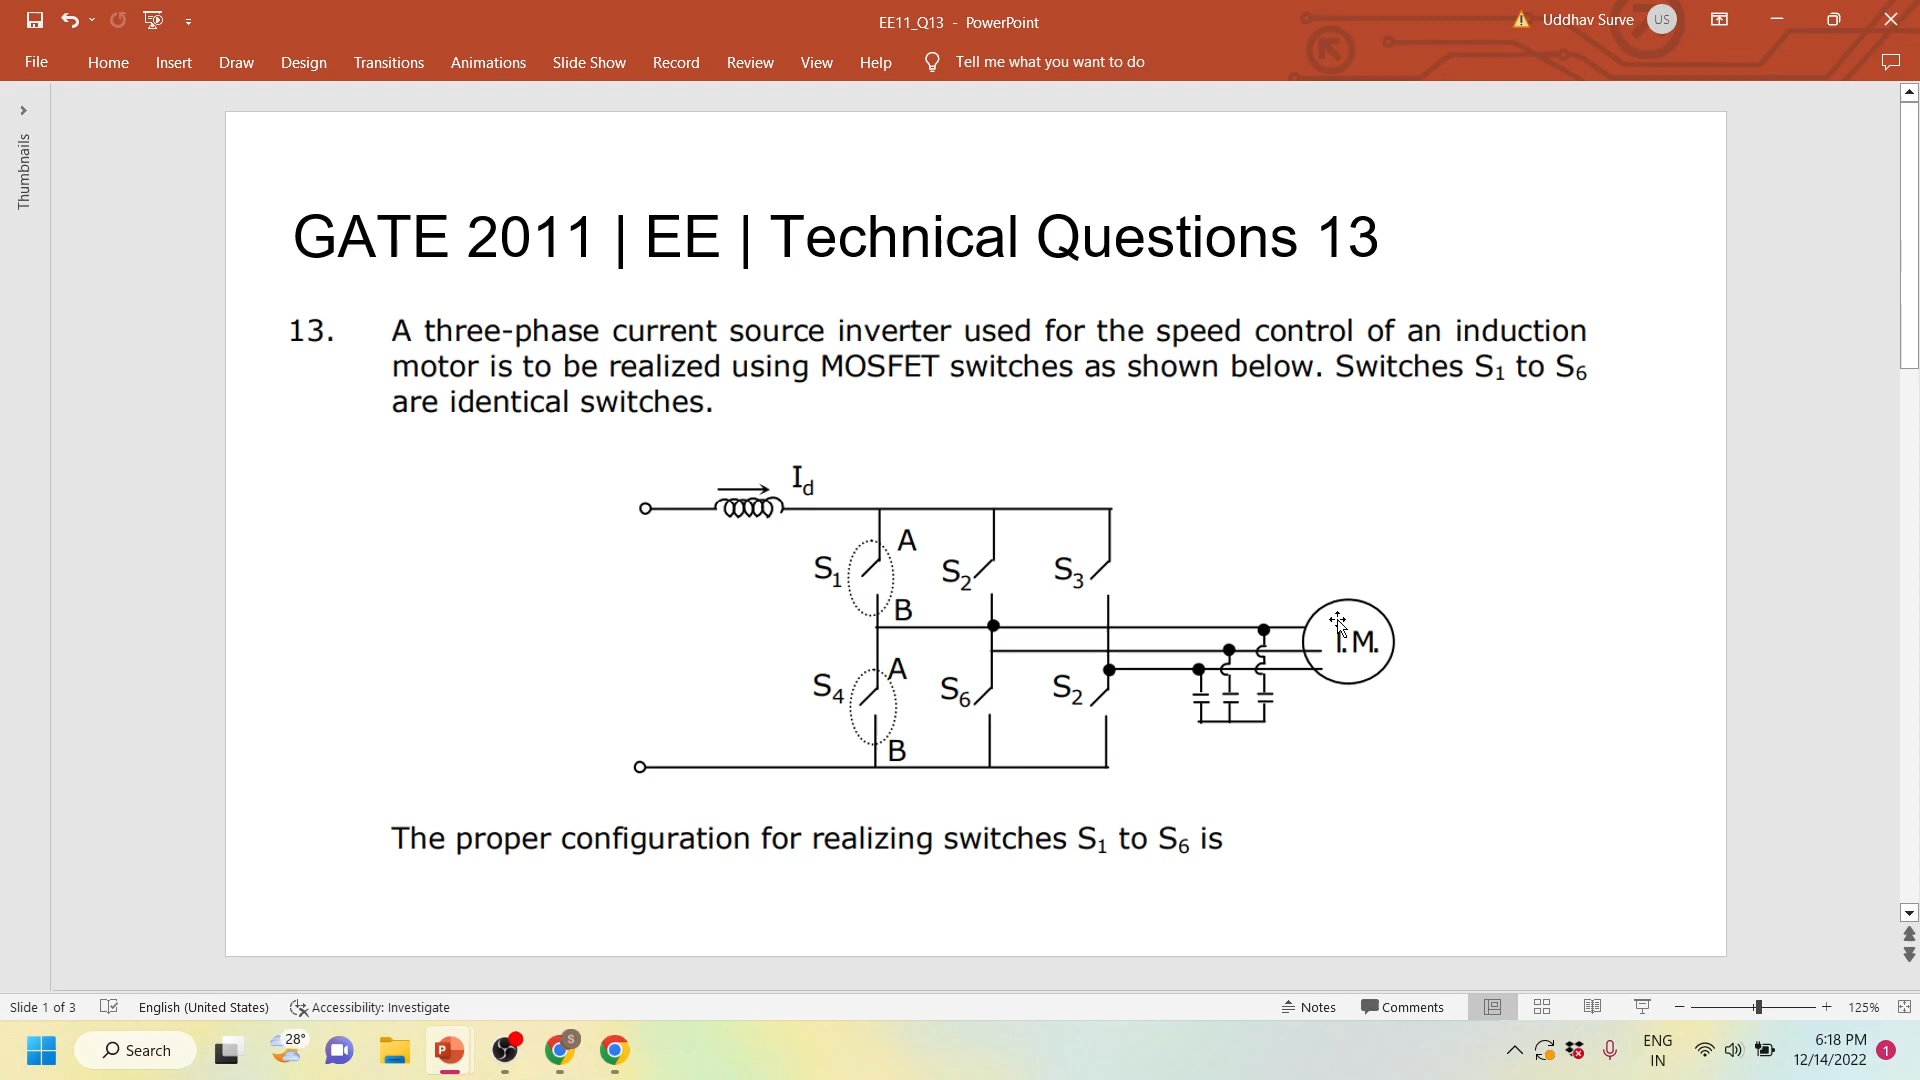 EE11_Q13 - PowerPoint
Uddhav Surve
US
File Home Insert Draw Design Transitions Animations Slide Show Record Review View Help Tell me what you want to do
Thumbnails
GATE 2011 | EE | Technical Questions 13
13. A three-phase current source inverter used for the speed control of an induction
motor is to be realized using MOSFET switches as shown below. Switches S₁ to S₆
are identical switches.
I_d
A
S₁ S₂ S₃
B
I.M.
A
S₄ S₆ S₂
B
The proper configuration for realizing switches S₁ to S₆ is
Slide 1 of 3 English (United States) Accessibility: Investigate Notes Comments 125%
Search
28°
S
P
ENG
IN
6:18 PM
12/14/2022
1